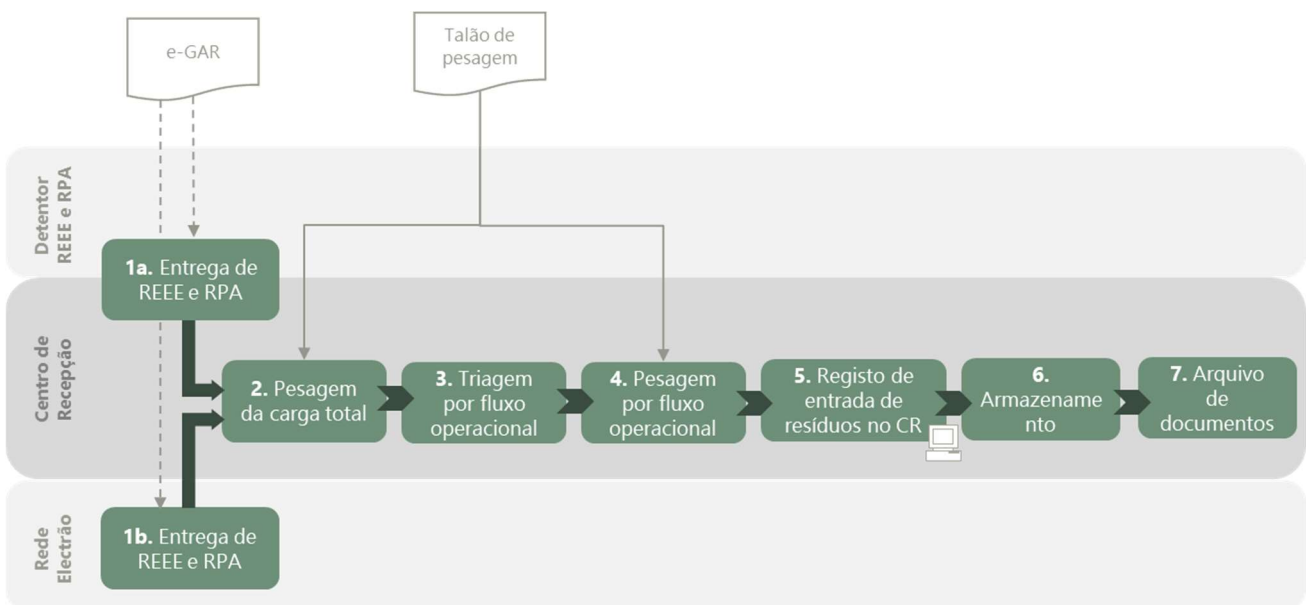 e-GAR
Talão de
pesagem
Detentor
REEE e RPA
1a. Entrega de
REEE e RPA
Centro de
Recepção
2. Pesagem
da carga total
3. Triagem
por fluxo
operacional
4. Pesagem
por fluxo
operacional
5. Registo de
entrada de
resíduos no CR
6.
Armazename
nto
7. Arquivo
de
documentos
Rede
Electrão
1b. Entrega de
REEE e RPA